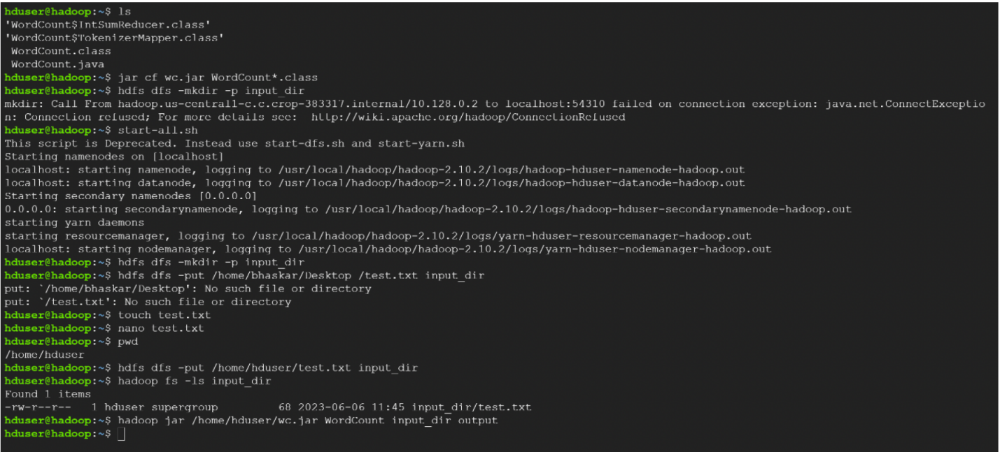 hduser@hadoop:~$ ls
'WordCount$IntSumReducer.class'
'WordCount$TokenizerMapper.class'
 WordCount.class
 WordCount.java
hduser@hadoop:~$ jar cf wc.jar WordCount*.class
hduser@hadoop:~$ hdfs dfs -mkdir -p input_dir
mkdir: Call From hadoop.us-central1-c.c.crop-383317.internal/10.128.0.2 to localhost:54310 failed on connection exception: java.net.ConnectExceptio
n: Connection refused; For more details see:  http://wiki.apache.org/hadoop/ConnectionRefused
hduser@hadoop:~$ start-all.sh
This script is Deprecated. Instead use start-dfs.sh and start-yarn.sh
Starting namenodes on [localhost]
localhost: starting namenode, logging to /usr/local/hadoop/hadoop-2.10.2/logs/hadoop-hduser-namenode-hadoop.out
localhost: starting datanode, logging to /usr/local/hadoop/hadoop-2.10.2/logs/hadoop-hduser-datanode-hadoop.out
Starting secondary namenodes [0.0.0.0]
0.0.0.0: starting secondarynamenode, logging to /usr/local/hadoop/hadoop-2.10.2/logs/hadoop-hduser-secondarynamenode-hadoop.out
starting yarn daemons
starting resourcemanager, logging to /usr/local/hadoop/hadoop-2.10.2/logs/yarn-hduser-resourcemanager-hadoop.out
localhost: starting nodemanager, logging to /usr/local/hadoop/hadoop-2.10.2/logs/yarn-hduser-nodemanager-hadoop.out
hduser@hadoop:~$ hdfs dfs -mkdir -p input_dir
hduser@hadoop:~$ hdfs dfs -put /home/bhaskar/Desktop /test.txt input_dir
put: `/home/bhaskar/Desktop': No such file or directory
put: `/test.txt': No such file or directory
hduser@hadoop:~$ touch test.txt
hduser@hadoop:~$ nano test.txt
hduser@hadoop:~$ pwd
/home/hduser
hduser@hadoop:~$ hdfs dfs -put /home/hduser/test.txt input_dir
hduser@hadoop:~$ hadoop fs -ls input_dir
Found 1 items
-rw-r--r--   1 hduser supergroup         68 2023-06-06 11:45 input_dir/test.txt
hduser@hadoop:~$ hadoop jar /home/hduser/wc.jar WordCount input_dir output
hduser@hadoop:~$